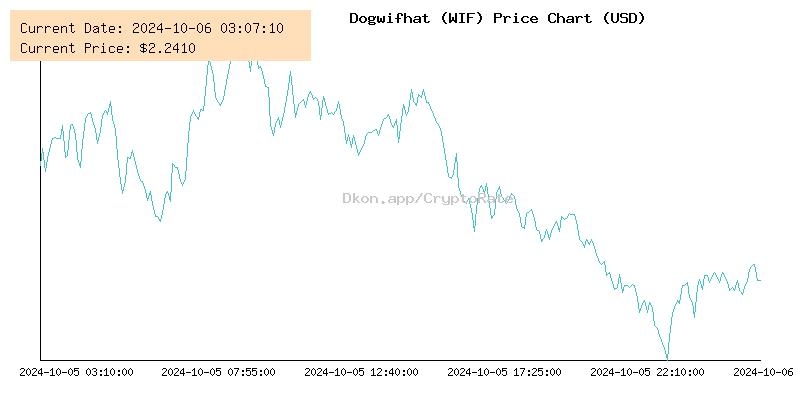 Dogwifhat (WIF) Price Chart (USD)
Current Date: 2024-10-06 03:07:10
Current Price: $2.2410
Dkon.app/CryptoRate
2024-10-05 03:10:00
2024-10-05 07:55:00
2024-10-05 12:40:00
2024-10-05 17:25:00
2024-10-05 22:10:00
2024-10-06